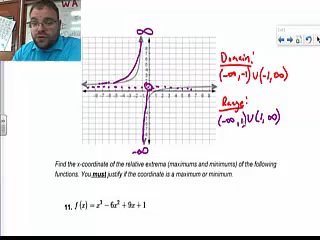 ∞
Domain:
(-∞,-1)∪(-1,∞)
Range:
(-∞,1)∪(1,∞)
-∞
Find the x-coordinate of the relative extrema (maximums and minimums) of the following
functions. You must justify if the coordinate is a maximum or minimum.
11. f(x) = x³ − 6x² + 9x + 1